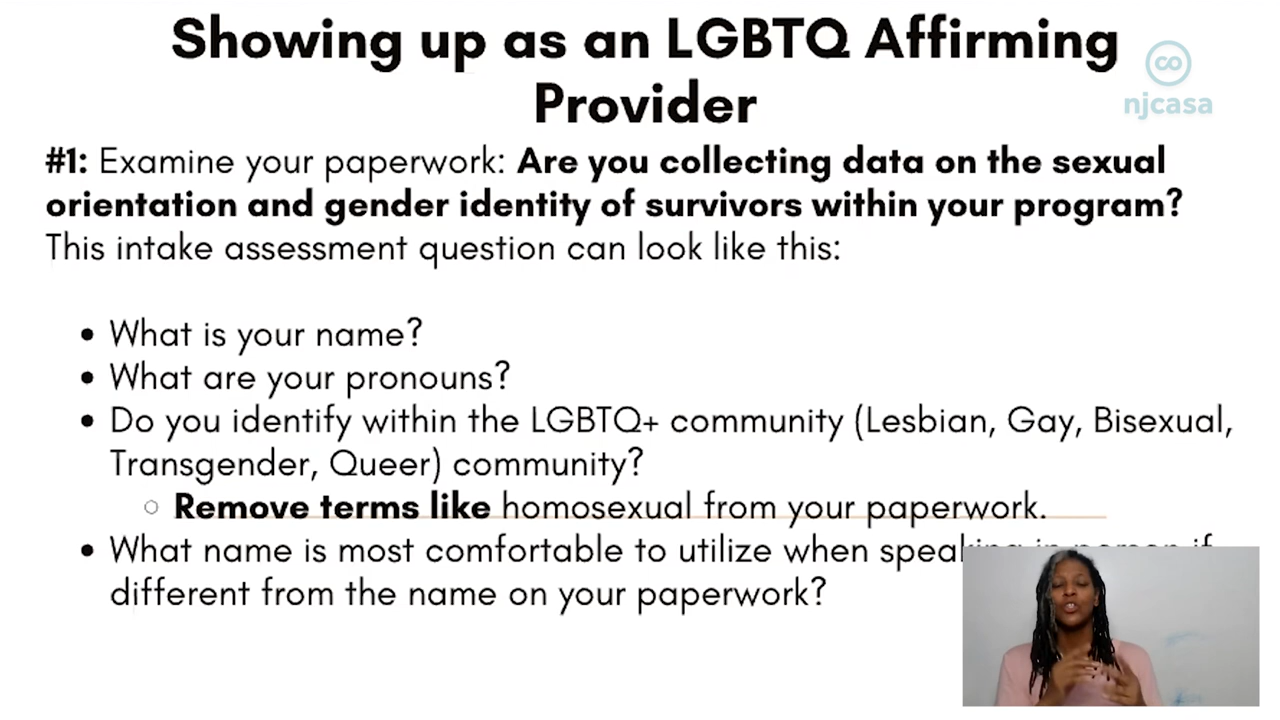 Showing up as an LGBTQ Affirming
Provider
njcasa
#1: Examine your paperwork: Are you collecting data on the sexual
orientation and gender identity of survivors within your program?
This intake assessment question can look like this:
• What is your name?
• What are your pronouns?
• Do you identify within the LGBTQ+ community (Lesbian, Gay, Bisexual,
Transgender, Queer) community?
○ Remove terms like homosexual from your paperwork.
• What name is most comfortable to utilize when speaking in person if
different from the name on your paperwork?